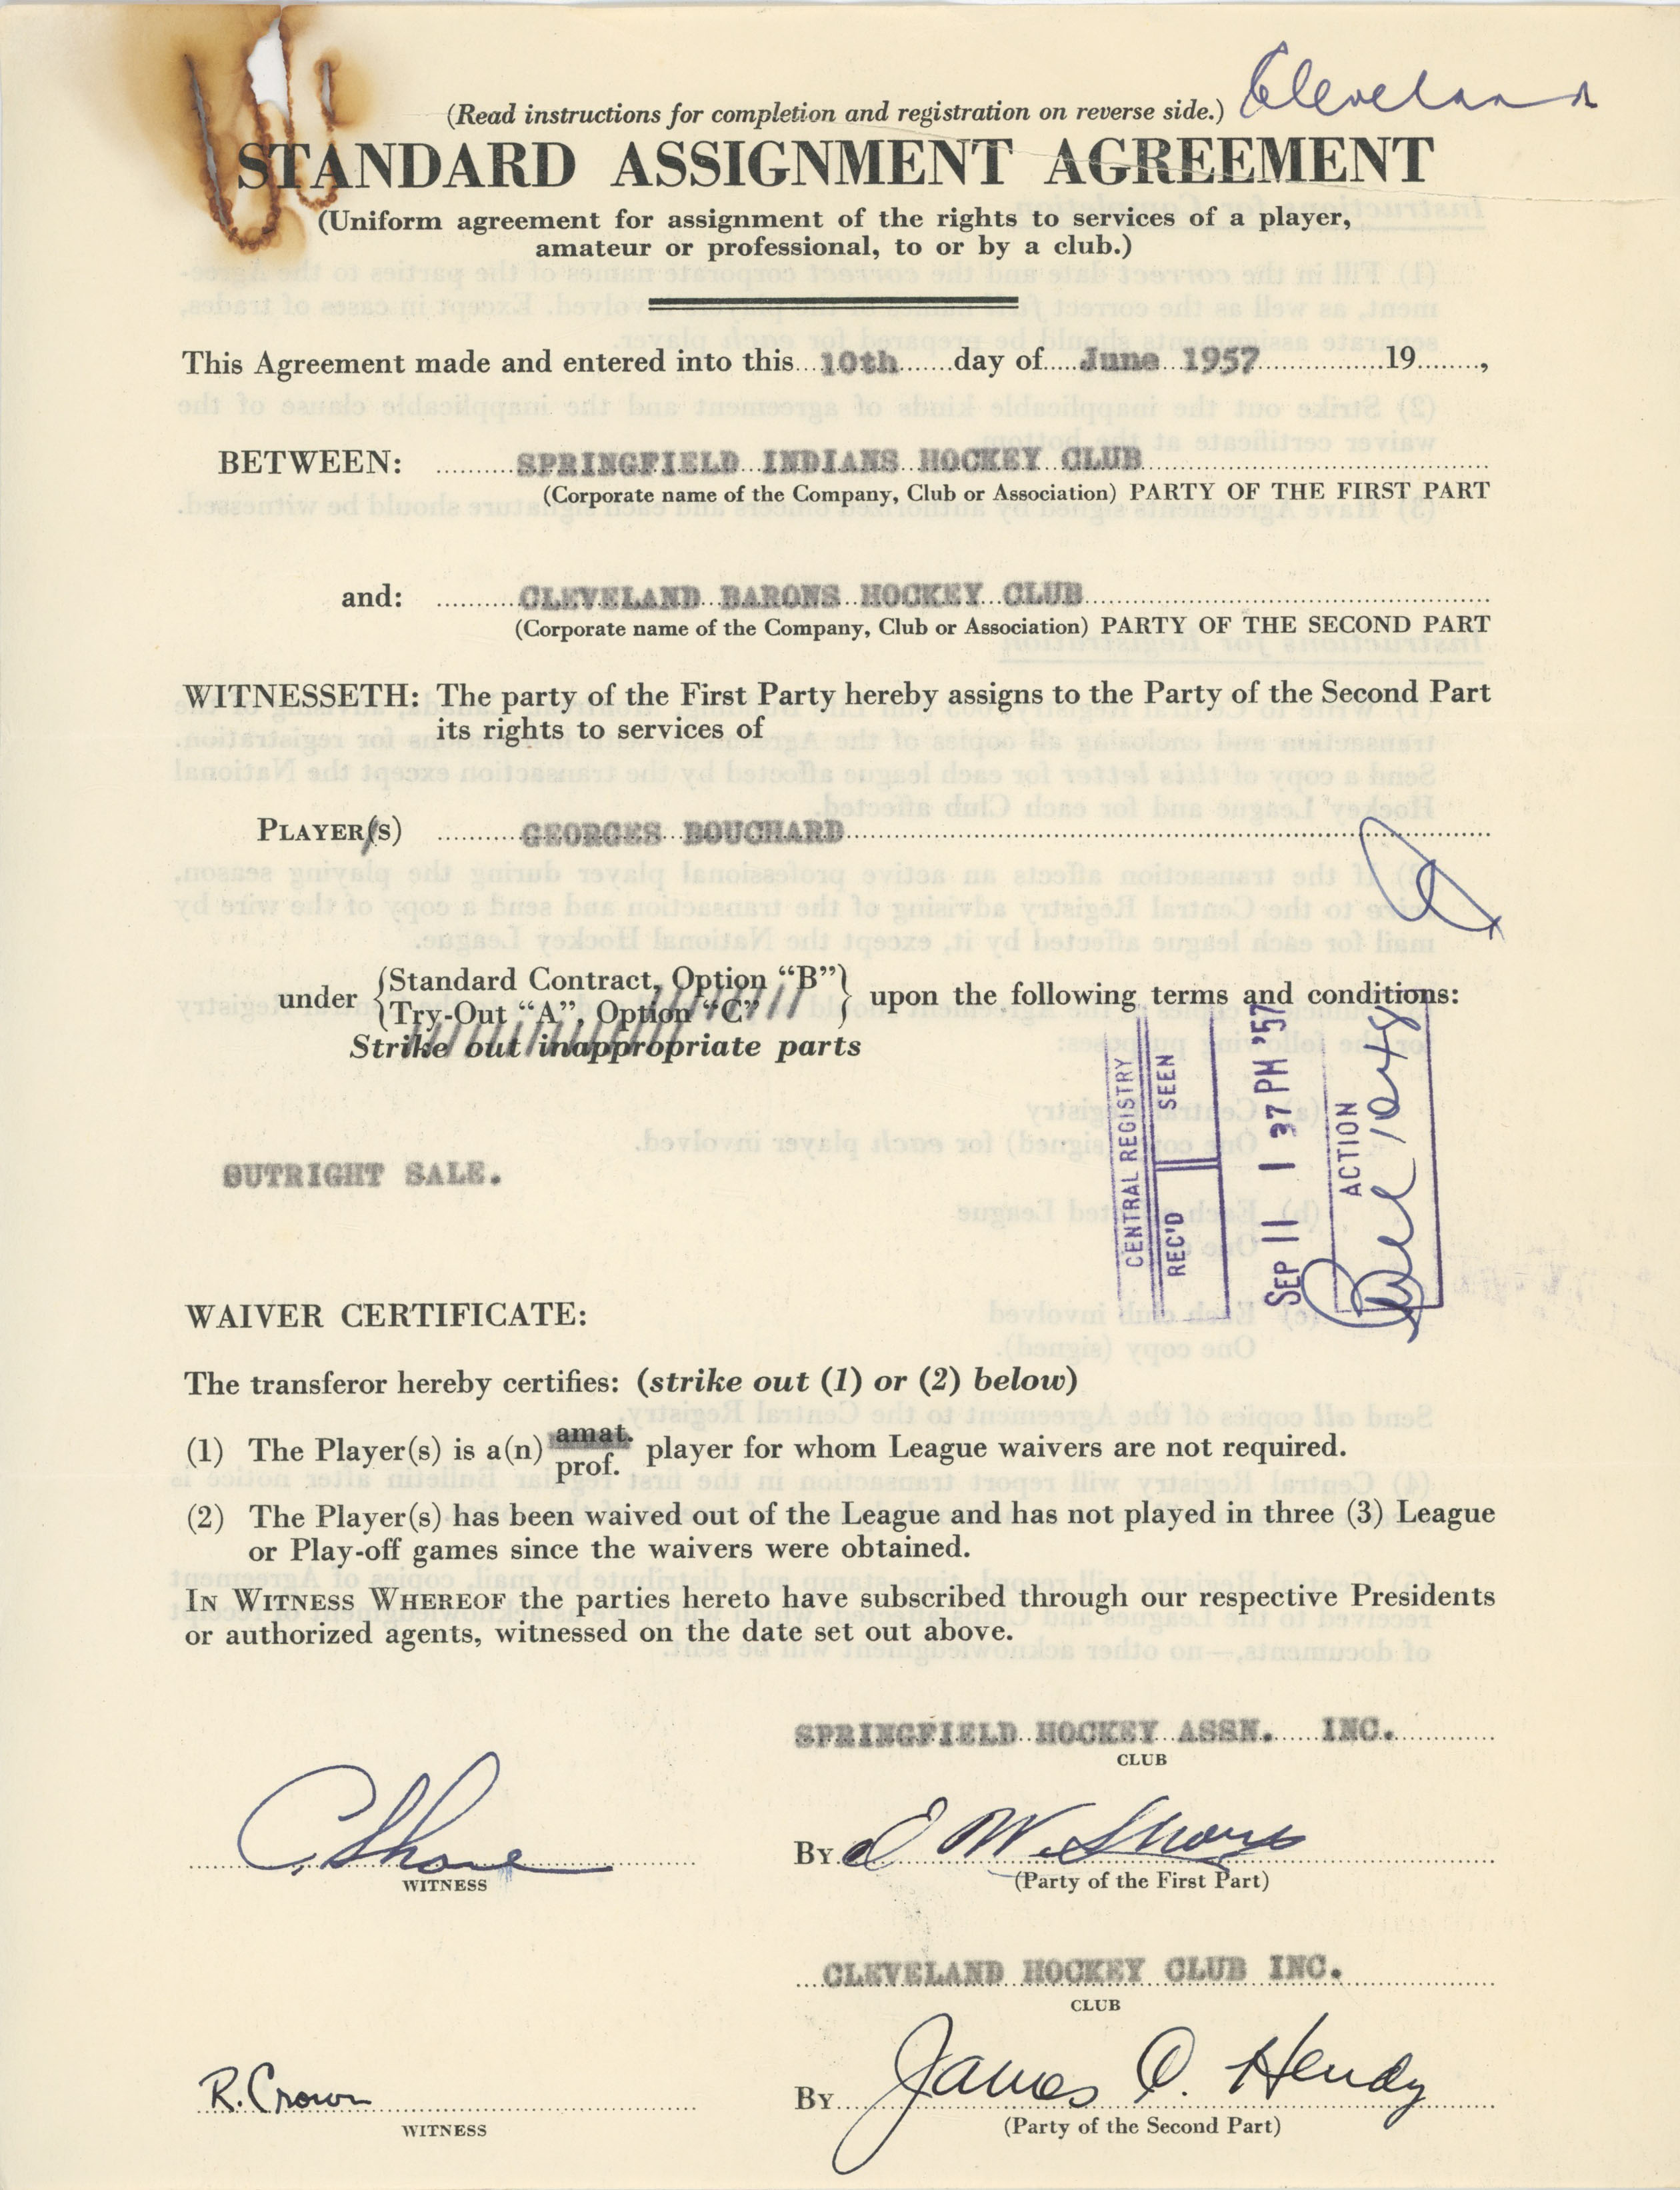 Cleveland
(Read instructions for completion and registration on reverse side.)
STANDARD ASSIGNMENT AGREEMENT
(Uniform agreement for assignment of the rights to services of a player,
amateur or professional, to or by a club.)
This Agreement made and entered into this 10th day of June 1957 19........,
BETWEEN: SPRINGFIELD INDIANS HOCKEY CLUB
(Corporate name of the Company, Club or Association) PARTY OF THE FIRST PART
and: CLEVELAND BARONS HOCKEY CLUB
(Corporate name of the Company, Club or Association) PARTY OF THE SECOND PART
WITNESSETH: The party of the First Party hereby assigns to the Party of the Second Part
its rights to services of
PLAYER(s) GEORGES BOUCHARD
under {Standard Contract, Option “B”} upon the following terms and conditions:
{Try-Out “A”, Option “C”}
Strike out inappropriate parts
CENTRAL REGISTRY
REC'D SEEN
SEP 11 1 37 PM '57
ACTION
OUTRIGHT SALE.
WAIVER CERTIFICATE:
The transferor hereby certifies: (strike out (1) or (2) below)
(1) The Player(s) is a(n) amat. prof. player for whom League waivers are not required.
(2) The Player(s) has been waived out of the League and has not played in three (3) League
or Play-off games since the waivers were obtained.
IN WITNESS WHEREOF the parties hereto have subscribed through our respective Presidents
or authorized agents, witnessed on the date set out above.
SPRINGFIELD HOCKEY ASSN. INC.
CLUB
C. Shore
WITNESS
BY E W. Shore
(Party of the First Part)
CLEVELAND HOCKEY CLUB INC.
CLUB
R. Crown
WITNESS
BY James C. Hendy
(Party of the Second Part)